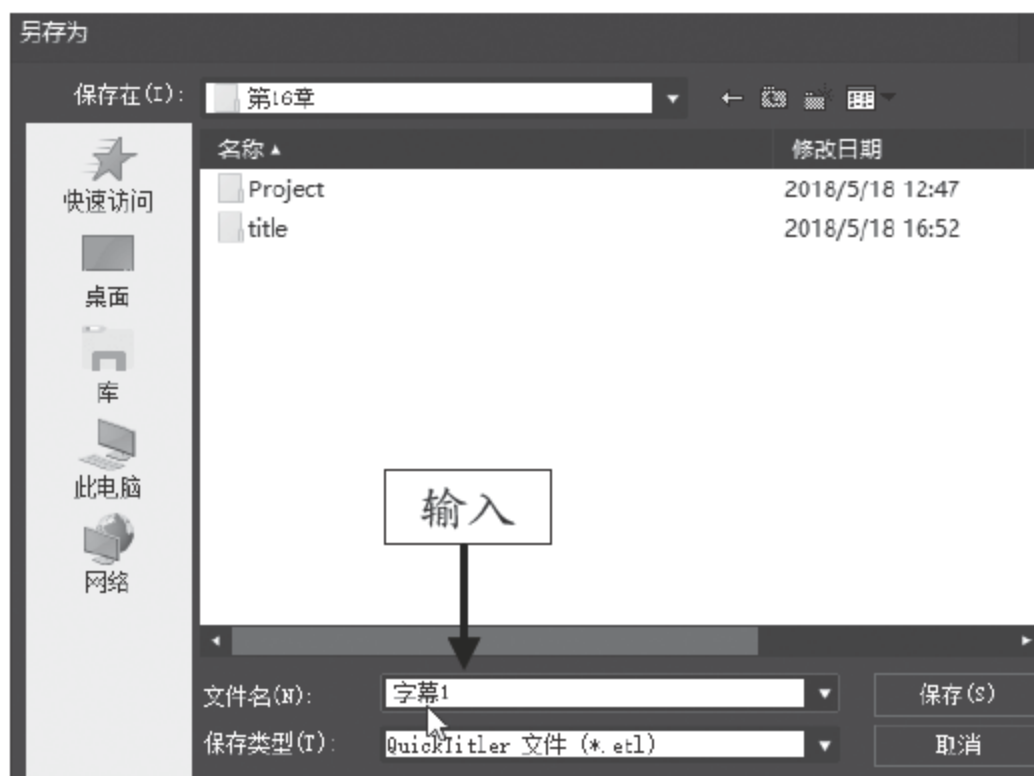 另存为
保存在(I):
第16章
名称
修改日期
快速访问
Project
2018/5/18 12:47
title
2018/5/18 16:52
桌面
库
此电脑
网络
输入
文件名(N):
字幕1
保存(S)
保存类型(T):
QuickTitler 文件 (*.etl)
取消